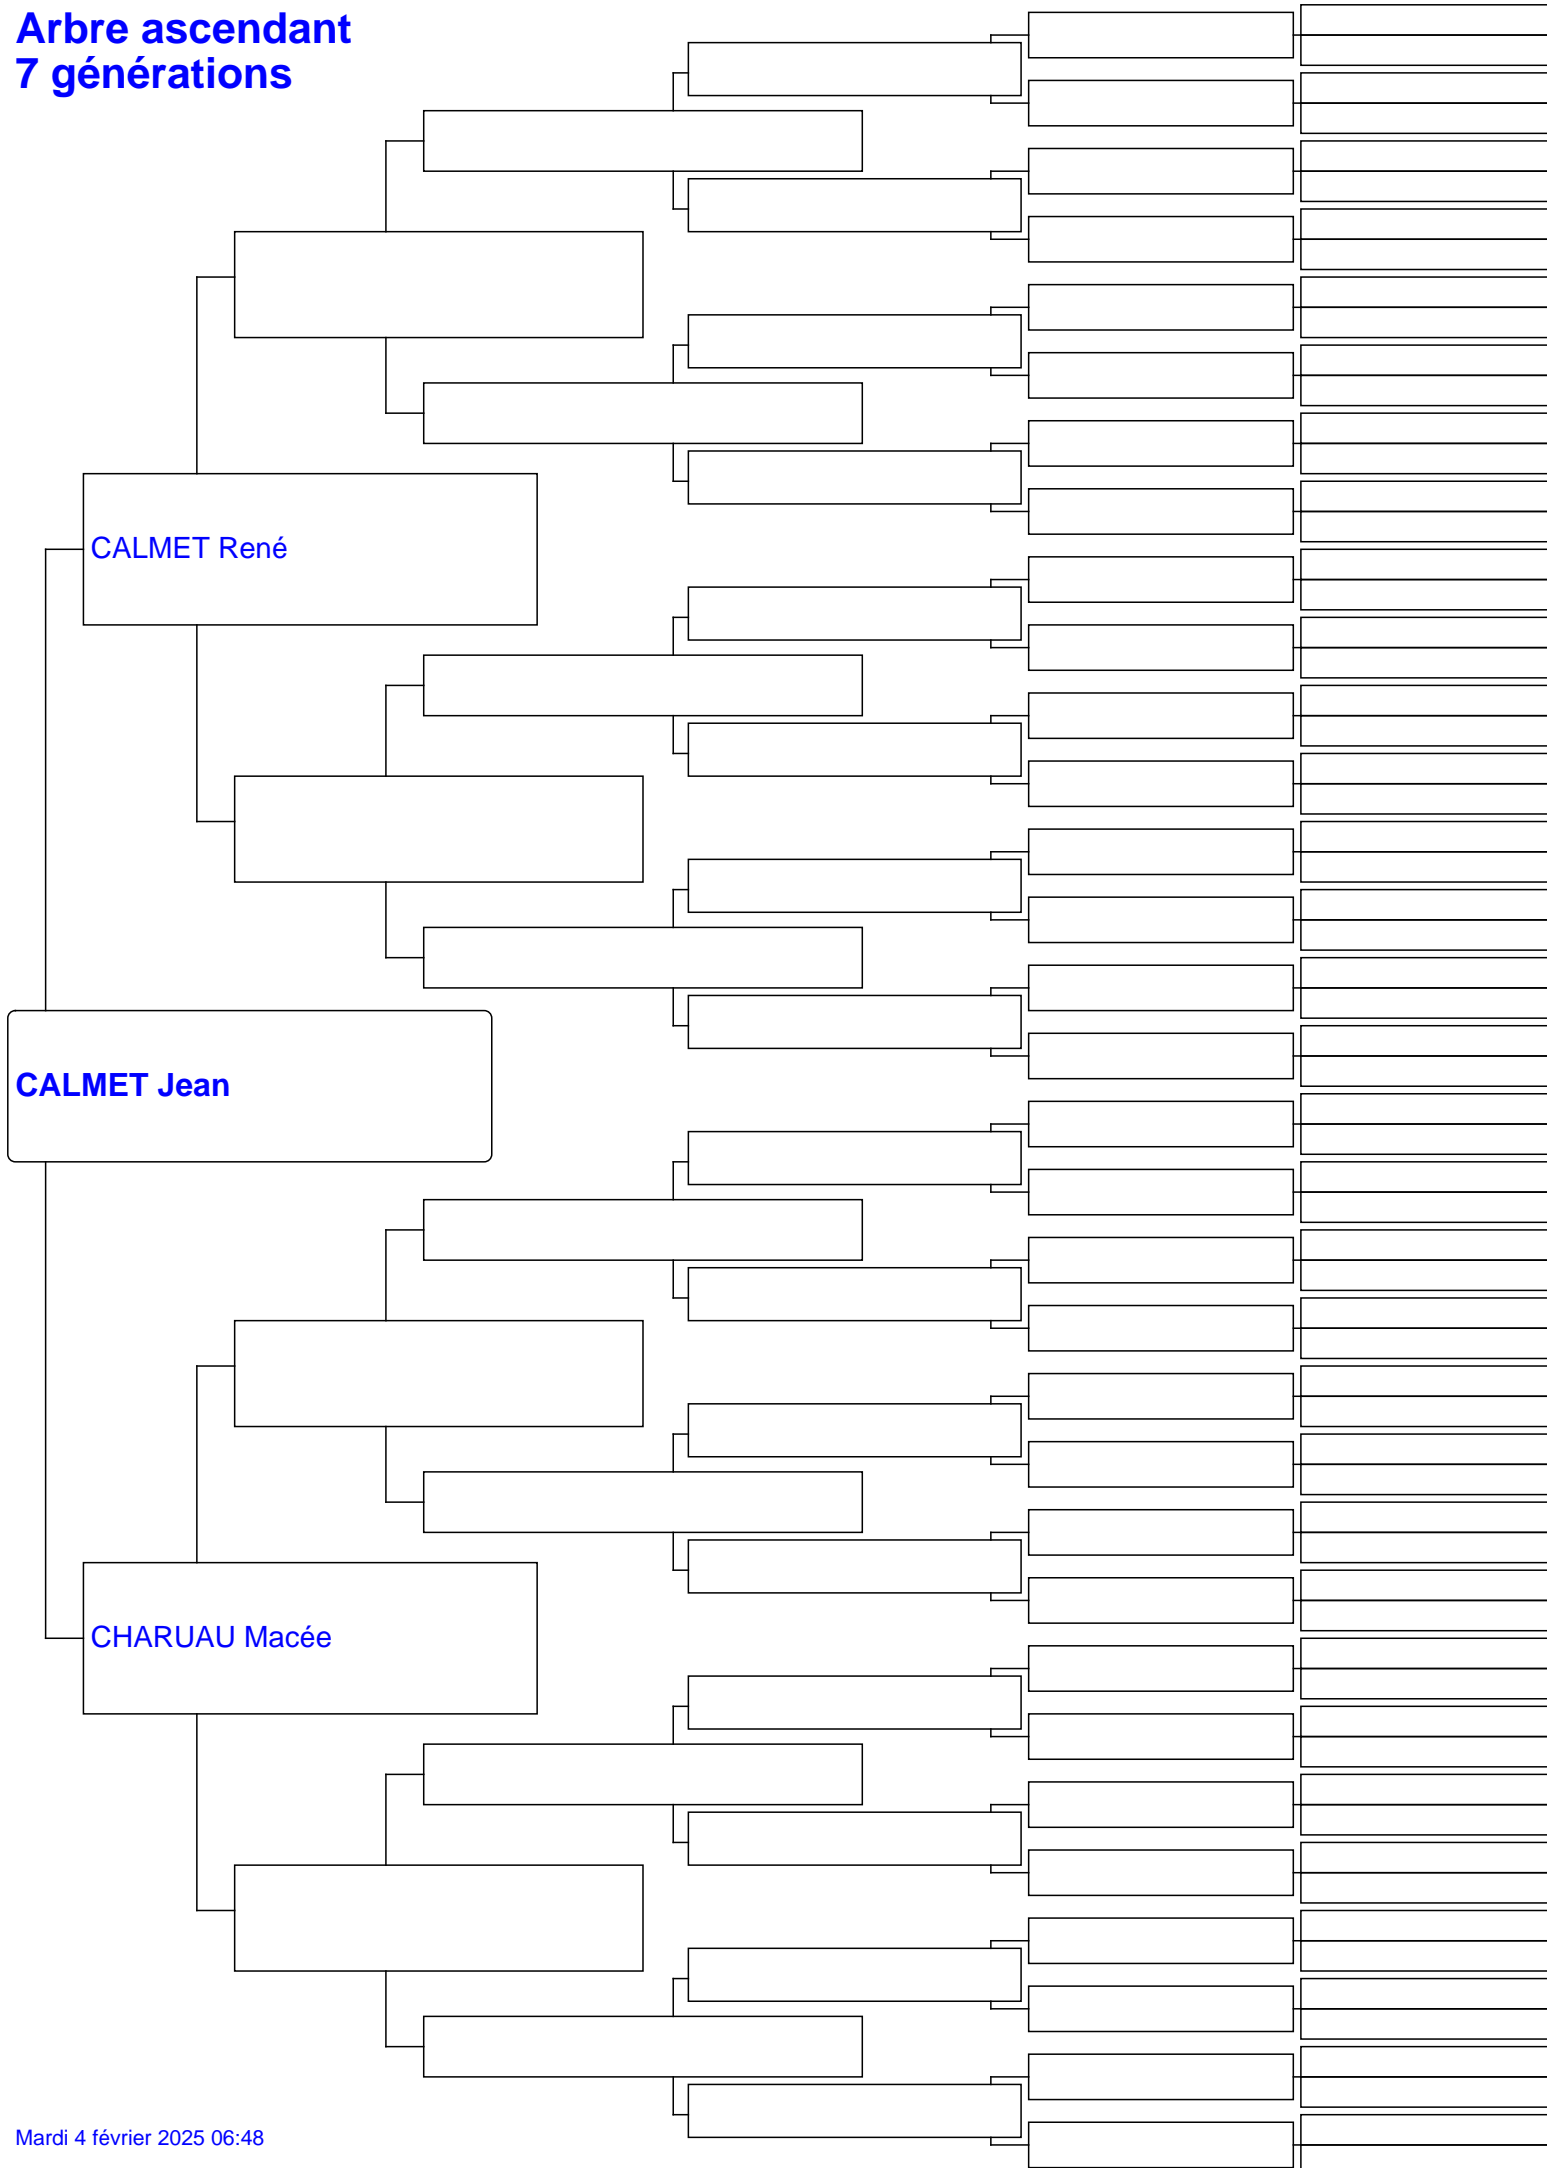 Arbre ascendant
7 générations
CALMET René
CALMET Jean
CHARUAU Macée
Mardi 4 février 2025 06:48